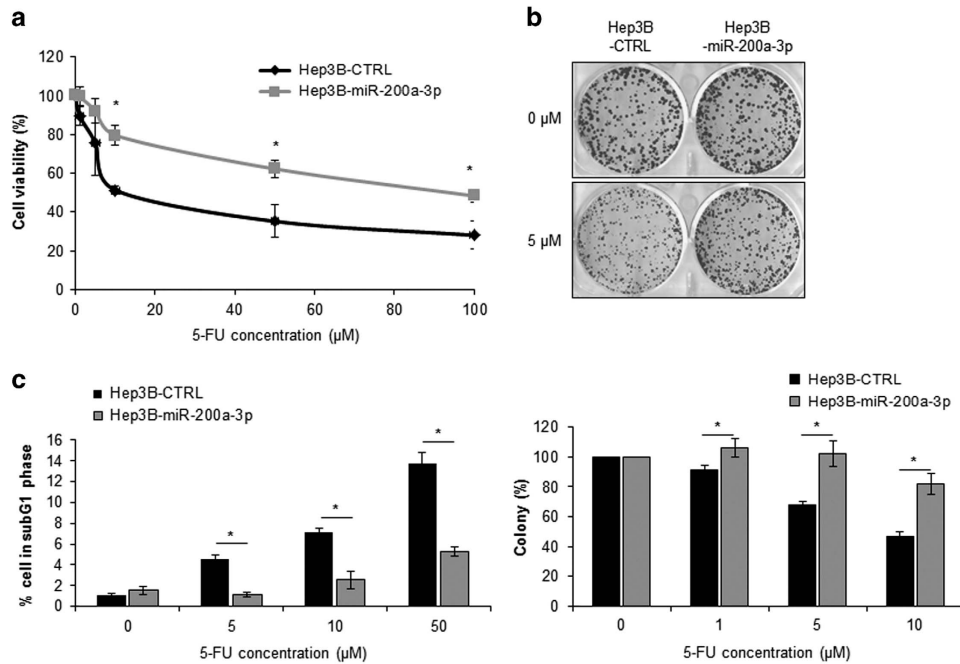 a
120
100
80
60
40
20
0
Cell viability (%)
Hep3B-CTRL
Hep3B-miR-200a-3p
*
*
*
0 20 40 60 80 100
5-FU concentration (µM)
b
Hep3B
-CTRL
Hep3B
-miR-200a-3p
0 µM
5 µM
c
Hep3B-CTRL
Hep3B-miR-200a-3p
16
14
12
10
8
6
4
2
0
% cell in subG1 phase
*
*
*
0 5 10 50
5-FU concentration (µM)
Hep3B-CTRL
Hep3B-miR-200a-3p
120
100
80
60
40
20
0
Colony (%)
*
*
*
0 1 5 10
5-FU concentration (µM)